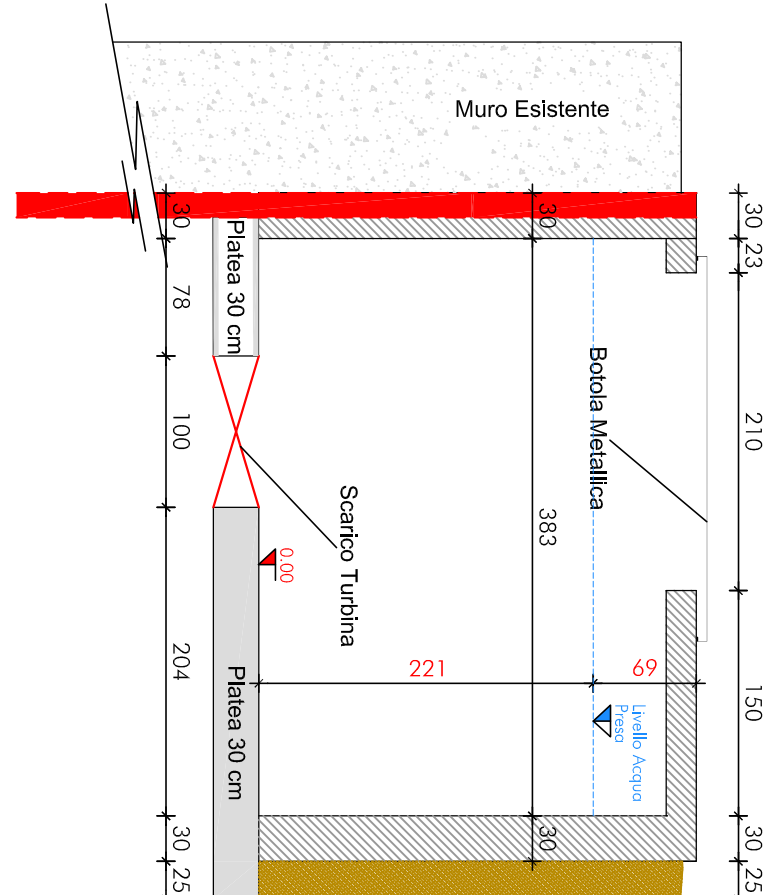 Muro Esistente
30
30
30
23
Platea 30 cm
78
Botola Metallica
210
100
Scarico Turbina
383
0.00
204
221
69
150
Platea 30 cm
Livello Acqua
Presa
30
30
30
25
25